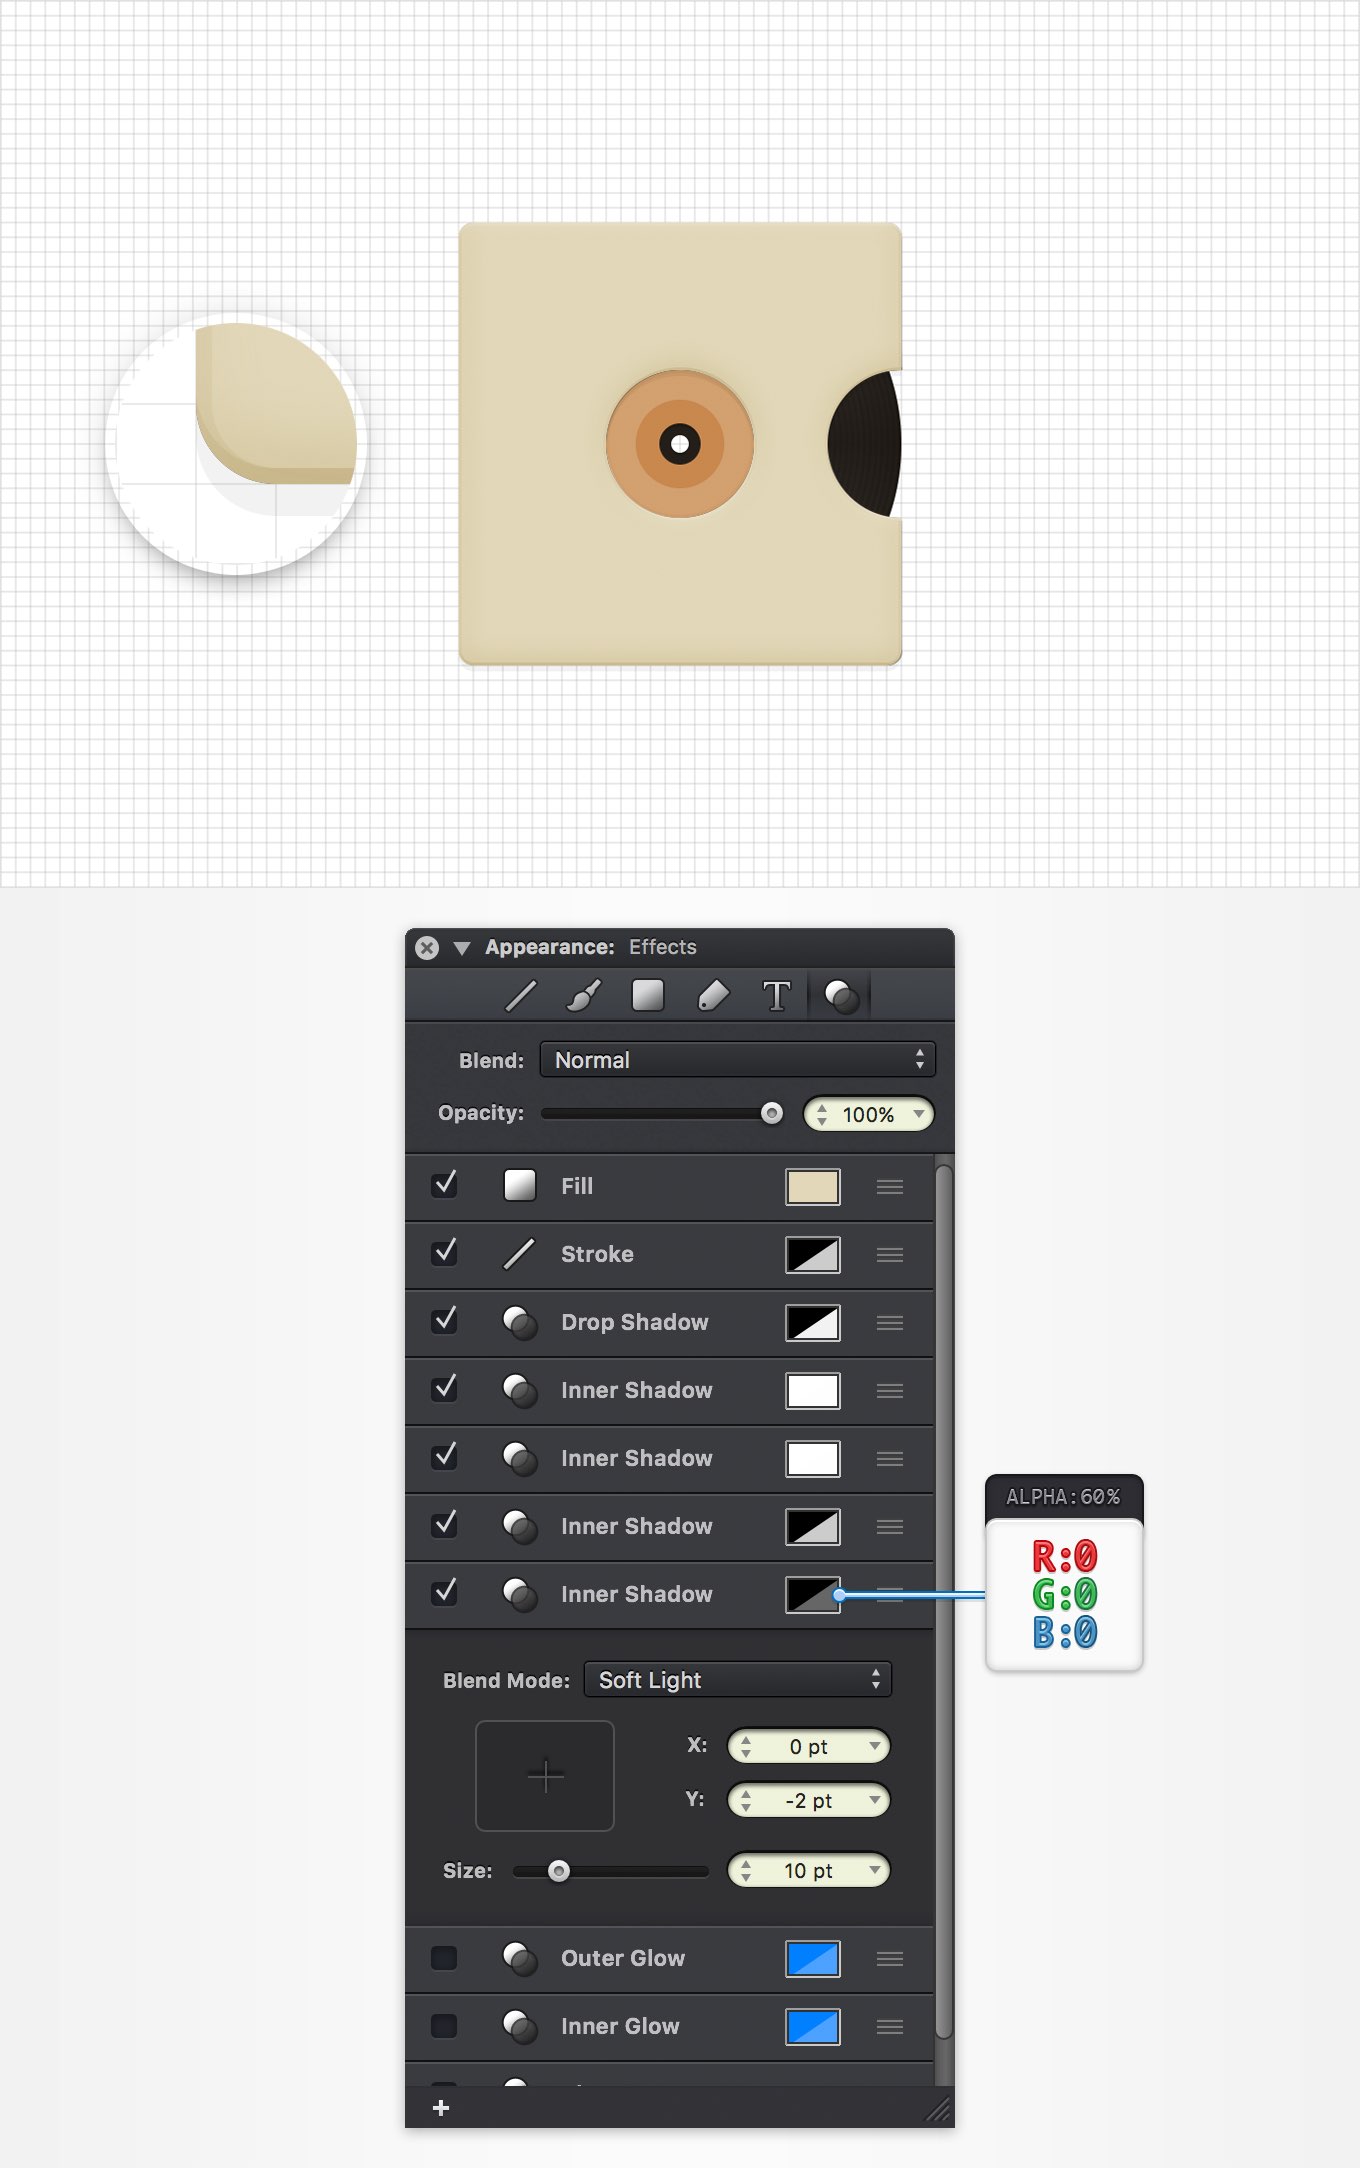 Appearance: Effects
T
Blend: Normal
Opacity: 100%
Fill
Stroke
Drop Shadow
Inner Shadow
Inner Shadow
Inner Shadow
Inner Shadow
ALPHA:60%
R:0
G:0
B:0
Blend Mode: Soft Light
X: 0 pt
Y: -2 pt
Size: 10 pt
Outer Glow
Inner Glow